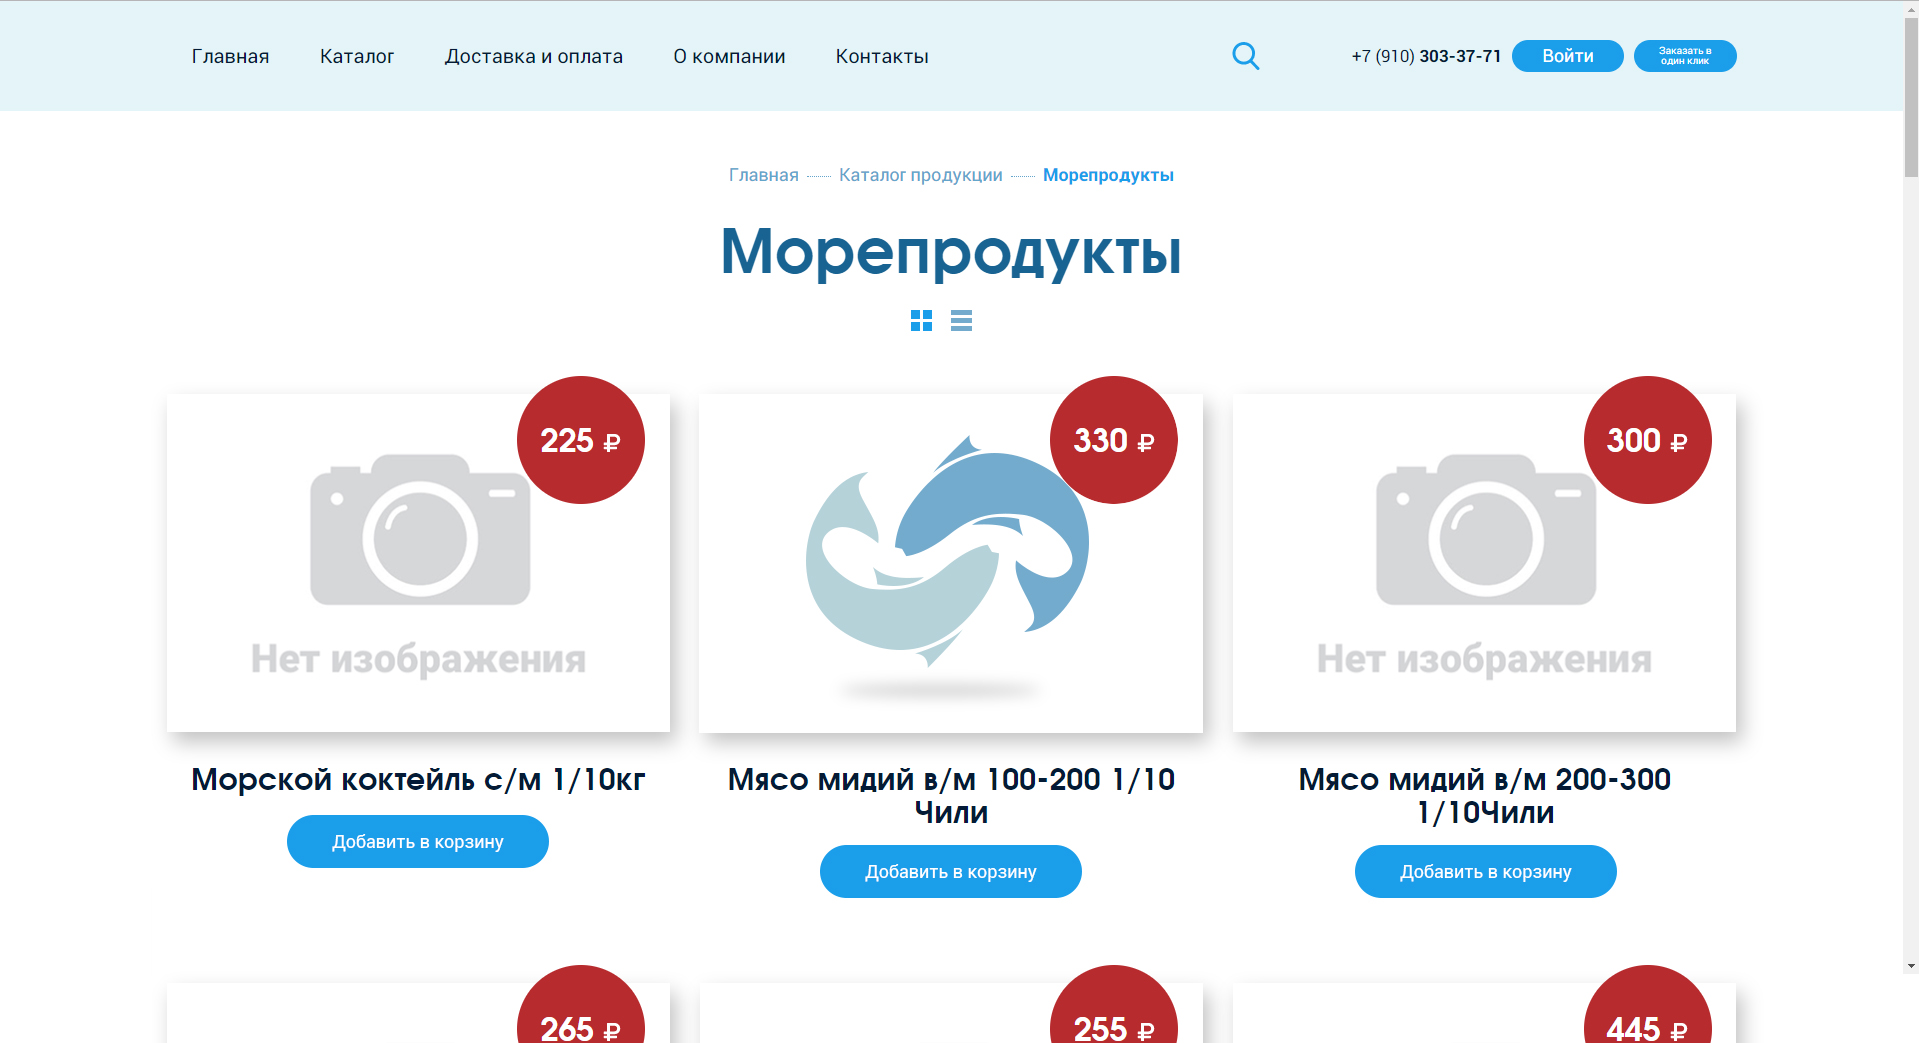 Главная Каталог Доставка и оплата О компании Контакты +7 (910) 303-37-71 Войти Заказать в
один клик
Главная Каталог продукции Морепродукты
Морепродукты
225 ₽
Нет изображения
Морской коктейль с/м 1/10кг
Добавить в корзину
330 ₽
Мясо мидий в/м 100-200 1/10
Чили
Добавить в корзину
300 ₽
Нет изображения
Мясо мидий в/м 200-300
1/10Чили
Добавить в корзину
265 ₽
255 ₽
445 ₽